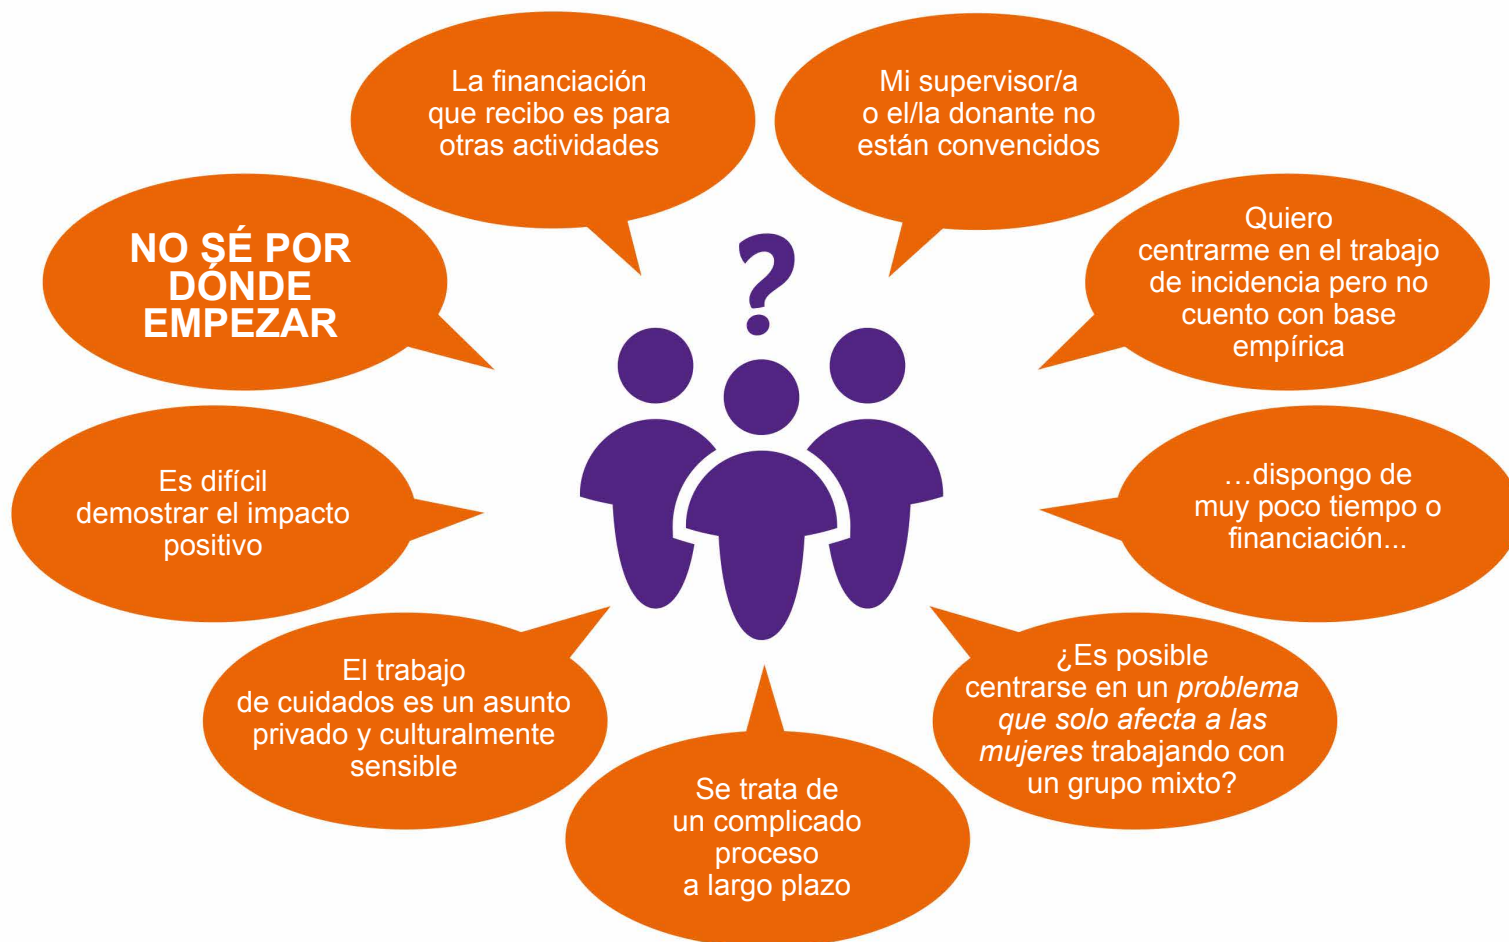 La financiación
que recibo es para
otras actividades
Mi supervisor/a
o el/la donante no
están convencidos
NO SÉ POR
DÓNDE
EMPEZAR
Quiero
centrarme en el trabajo
de incidencia pero no
cuento con base
empírica
Es difícil
demostrar el impacto
positivo
…dispongo de
muy poco tiempo o
financiación...
El trabajo
de cuidados es un asunto
privado y culturalmente
sensible
¿Es posible
centrarse en un problema
que solo afecta a las
mujeres trabajando con
un grupo mixto?
Se trata de
un complicado
proceso
a largo plazo
?